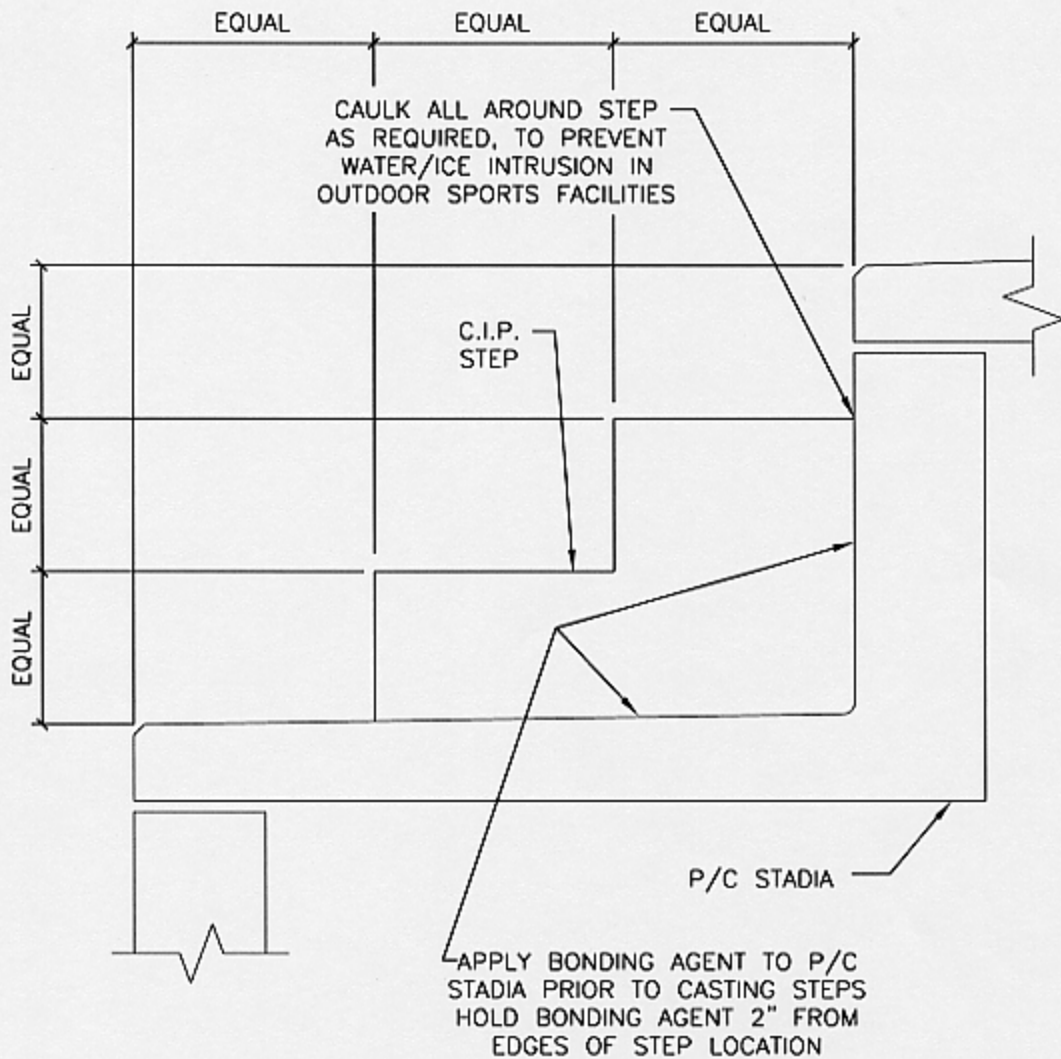 EQUAL
EQUAL
EQUAL
CAULK ALL AROUND STEP
AS REQUIRED, TO PREVENT
WATER/ICE INTRUSION IN
OUTDOOR SPORTS FACILITIES
EQUAL
C.I.P.
STEP
EQUAL
EQUAL
P/C STADIA
APPLY BONDING AGENT TO P/C
STADIA PRIOR TO CASTING STEPS
HOLD BONDING AGENT 2" FROM
EDGES OF STEP LOCATION